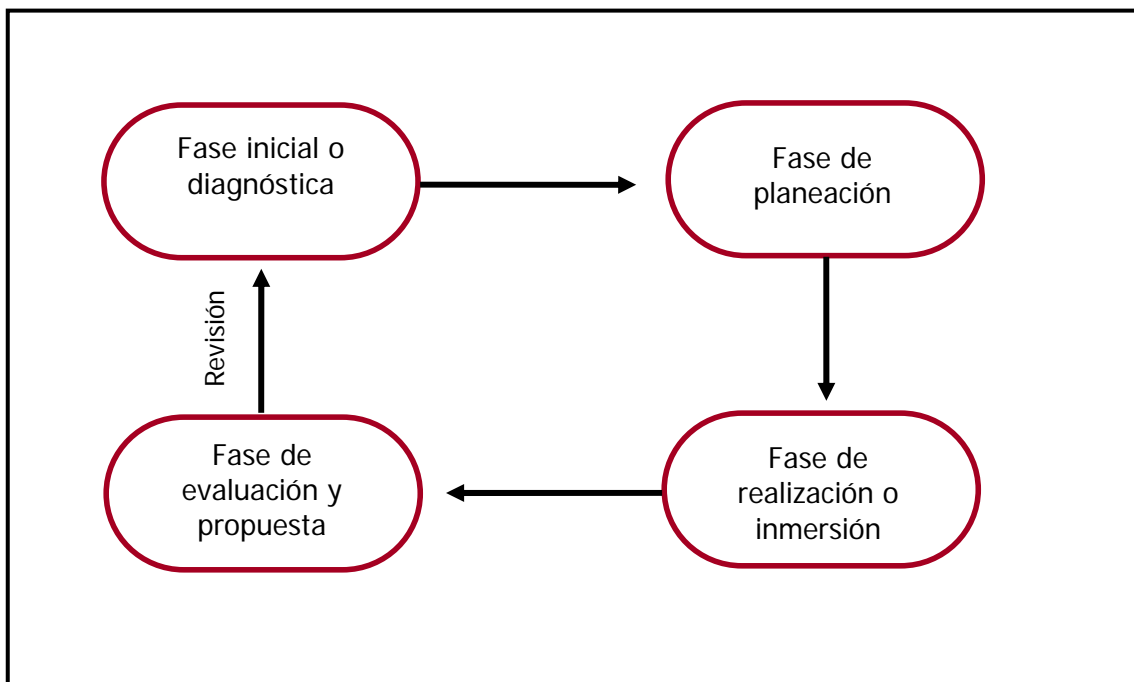 Fase inicial o
diagnóstica
Fase de
planeación
Revisión
Fase de
evaluación y
propuesta
Fase de
realización o
inmersión